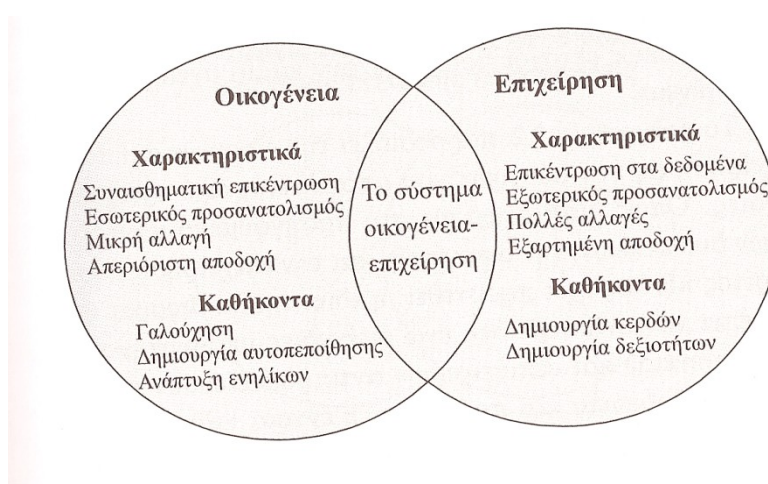 Οικογένεια
Χαρακτηριστικά
Συναισθηματική επικέντρωση
Εσωτερικός προσανατολισμός
Μικρή αλλαγή
Απεριόριστη αποδοχή
Καθήκοντα
Γαλούχηση
Δημιουργία αυτοπεποίθησης
Ανάπτυξη ενηλίκων
Το σύστημα
οικογένεια-
επιχείρηση
Επιχείρηση
Χαρακτηριστικά
Επικέντρωση στα δεδομένα
Εξωτερικός προσανατολισμός
Πολλές αλλαγές
Εξαρτημένη αποδοχή
Καθήκοντα
Δημιουργία κερδών
Δημιουργία δεξιοτήτων